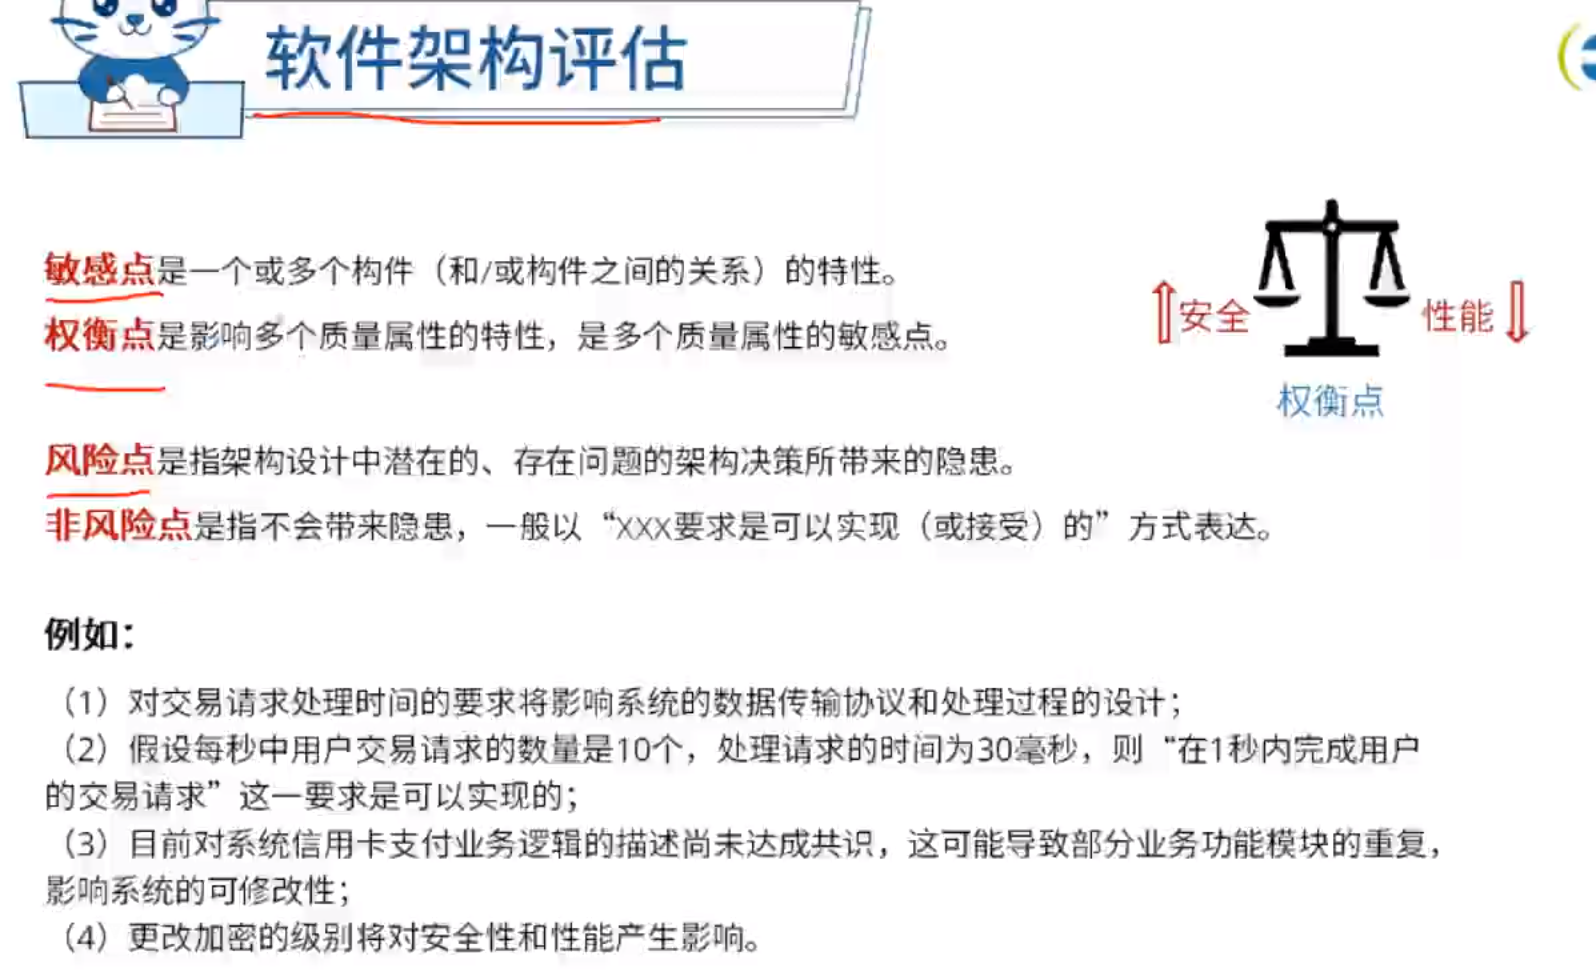 软件架构评估
敏感点是一个或多个构件（和/或构件之间的关系）的特性。
权衡点是影响多个质量属性的特性，是多个质量属性的敏感点。
安全
性能
权衡点
风险点是指架构设计中潜在的、存在问题的架构决策所带来的隐患。
非风险点是指不会带来隐患，一般以“XXX要求是可以实现（或接受）的”方式表达。
例如：
（1）对交易请求处理时间的要求将影响系统的数据传输协议和处理过程的设计；
（2）假设每秒中用户交易请求的数量是10个，处理请求的时间为30毫秒，则“在1秒内完成用户
的交易请求”这一要求是可以实现的；
（3）目前对系统信用卡支付业务逻辑的描述尚未达成共识，这可能导致部分业务功能模块的重复，
影响系统的可修改性；
（4）更改加密的级别将对安全性和性能产生影响。